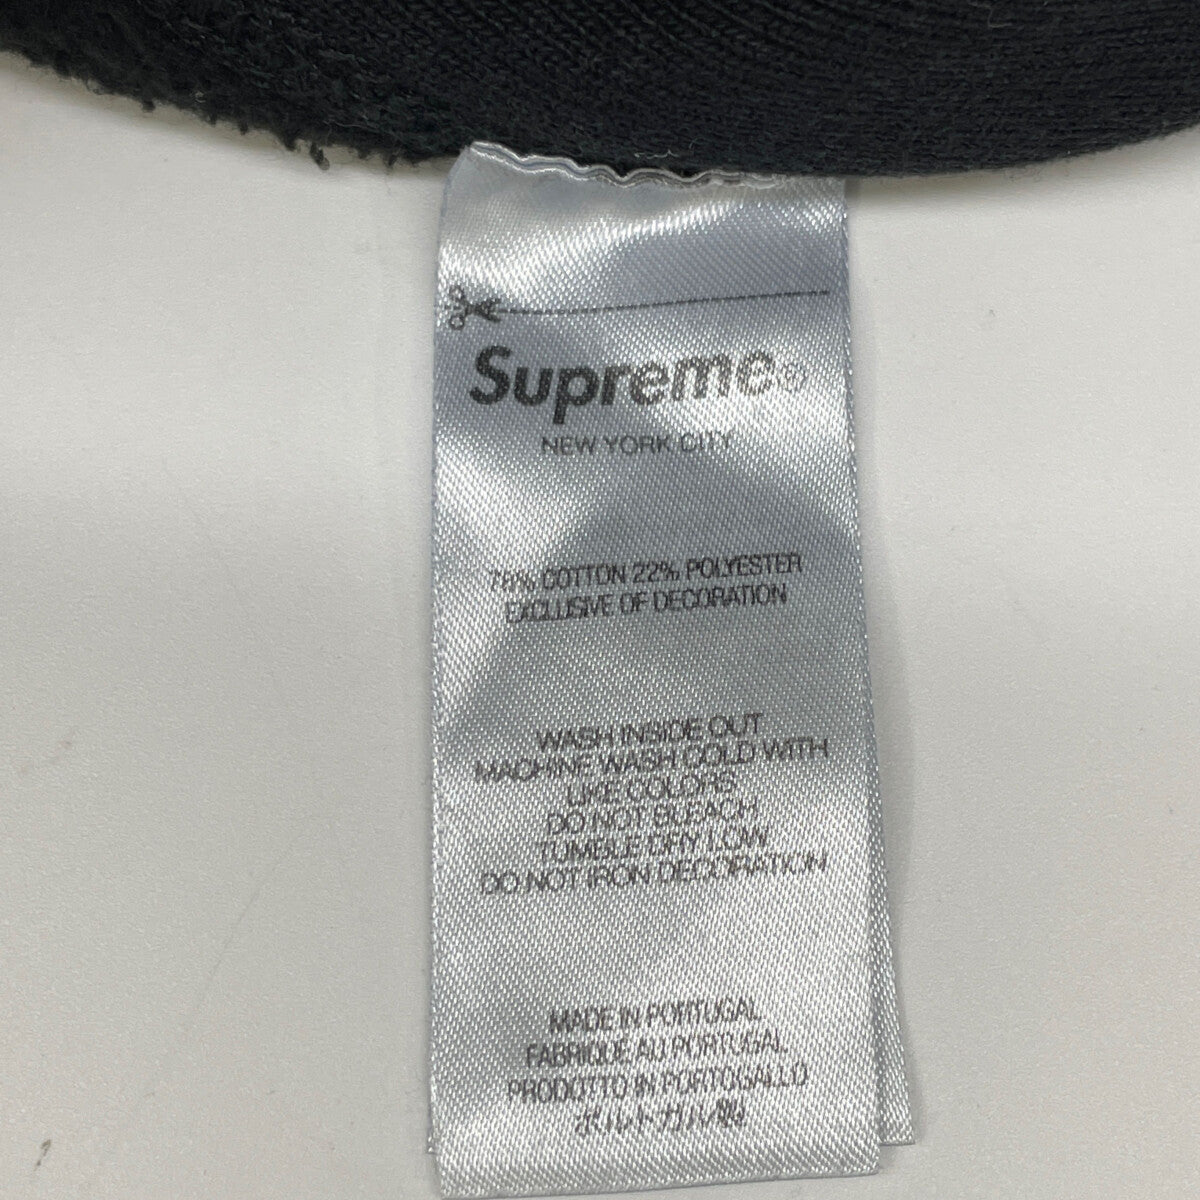 Supreme®
NEW YORK CITY
78% COTTON 22% POLYESTER
EXCLUSIVE OF DECORATION
WASH INSIDE OUT
MACHINE WASH COLD WITH
LIKE COLORS
DO NOT BLEACH
TUMBLE DRY LOW
DO NOT IRON DECORATION
MADE IN PORTUGAL
FABRIQUE AU PORTUGAL
PRODOTTO IN PORTOGALLO
ポルトガル製